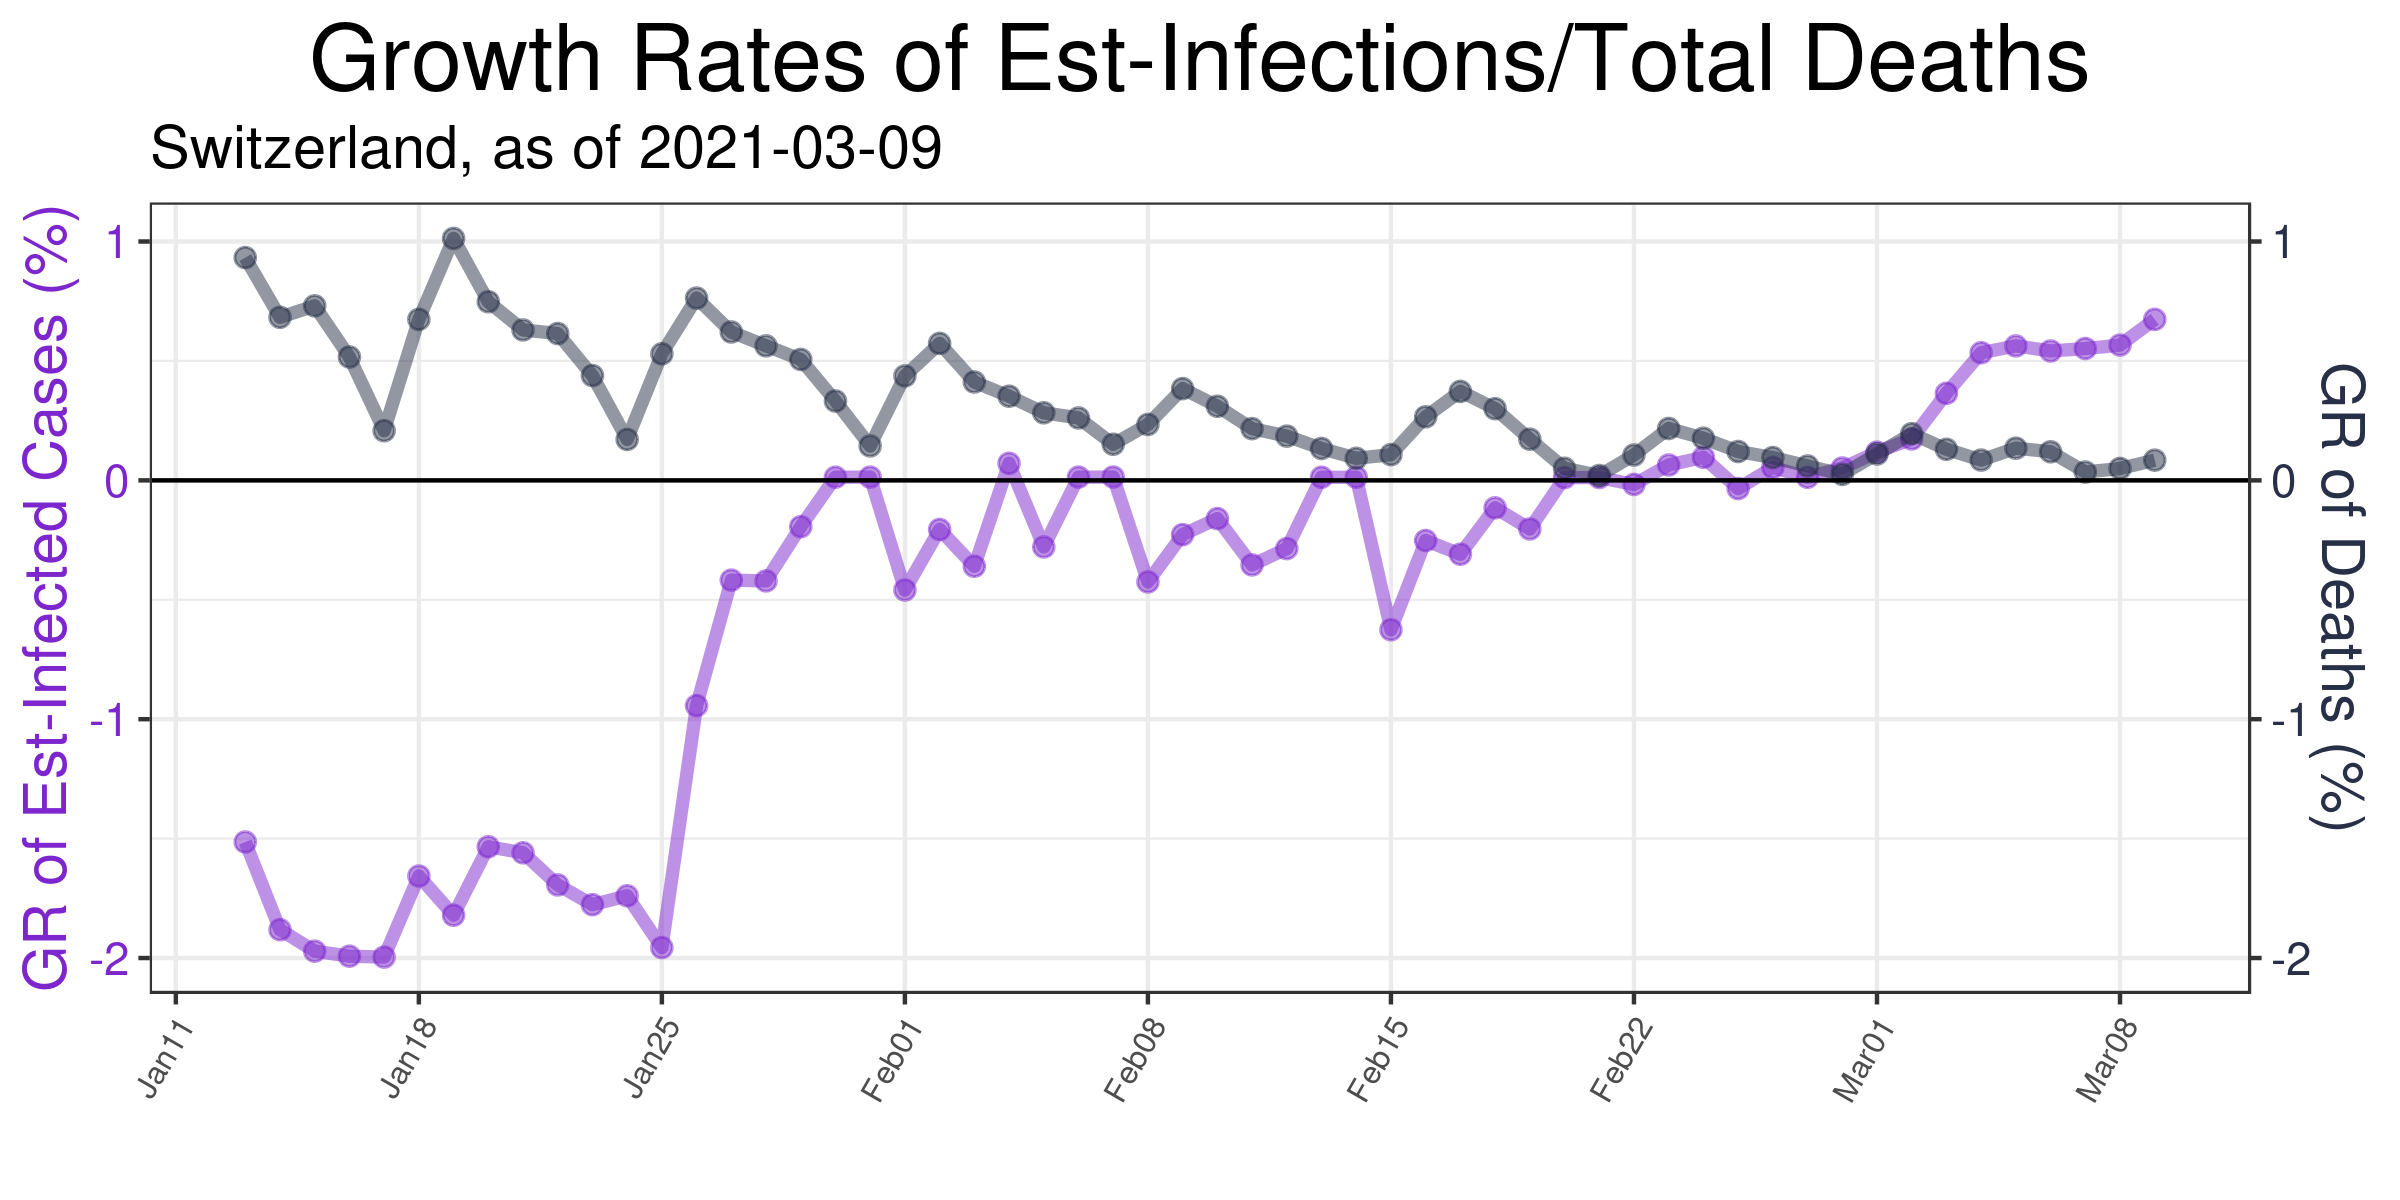 Growth Rates of Est-Infections/Total Deaths
Switzerland, as of 2021-03-09
GR of Est-Infected Cases (%)
1
0
-1
-2
1
0
-1
-2
GR of Deaths (%)
Jan11
Jan18
Jan25
Feb01
Feb08
Feb15
Feb22
Mar01
Mar08